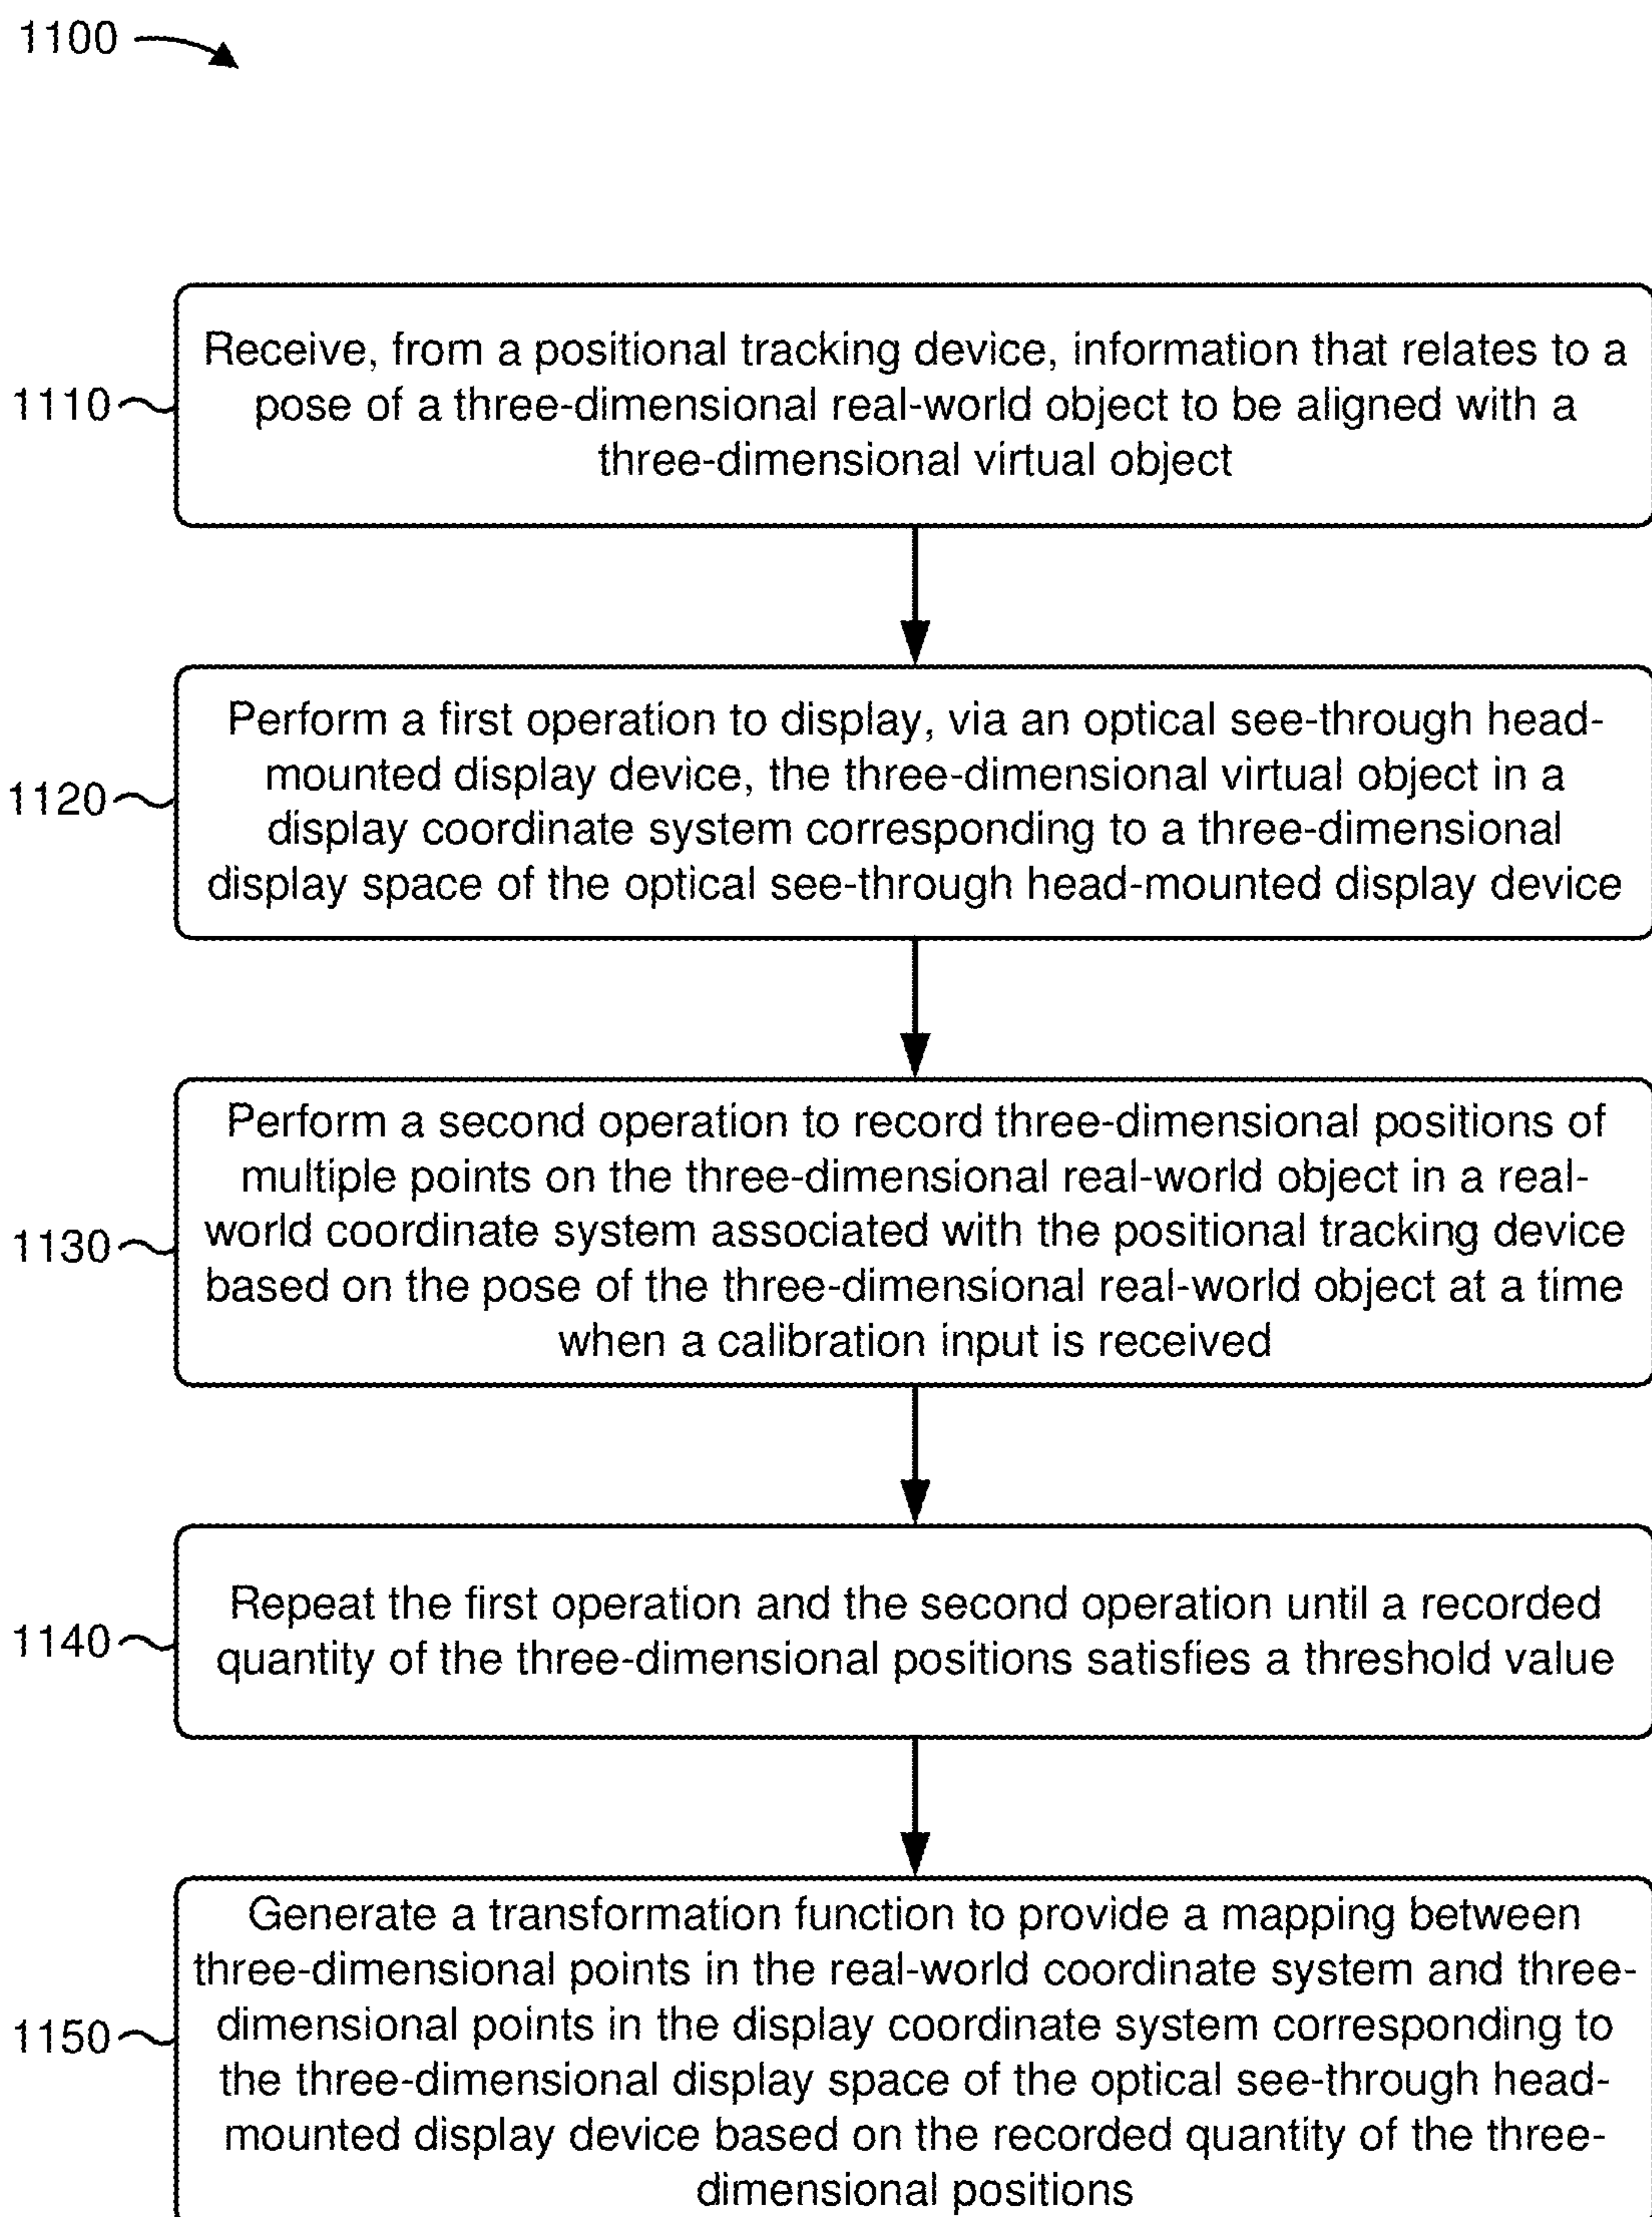 1100
Receive, from a positional tracking device, information that relates to a
1110
pose of a three-dimensional real-world object to be aligned with a
three-dimensional virtual object
Perform a first operation to display, via an optical see-through head-
mounted display device, the three-dimensional virtual object in a
1120
display coordinate system corresponding to a three-dimensional
display space of the optical see-through head-mounted display device
Perform a second operation to record three-dimensional positions of
multiple points on the three-dimensional real-world object in a real-
1130
world coordinate system associated with the positional tracking device
based on the pose of the three-dimensional real-world object at a time
when a calibration input is received
Repeat the first operation and the second operation until a recorded
1140
quantity of the three-dimensional positions satisfies a threshold value
Generate a transformation function to provide a mapping between
three-dimensional points in the real-world coordinate system and three-
1150
dimensional points in the display coordinate system corresponding to
the three-dimensional display space of the optical see-through head-
mounted display device based on the recorded quantity of the three-
dimensional positions